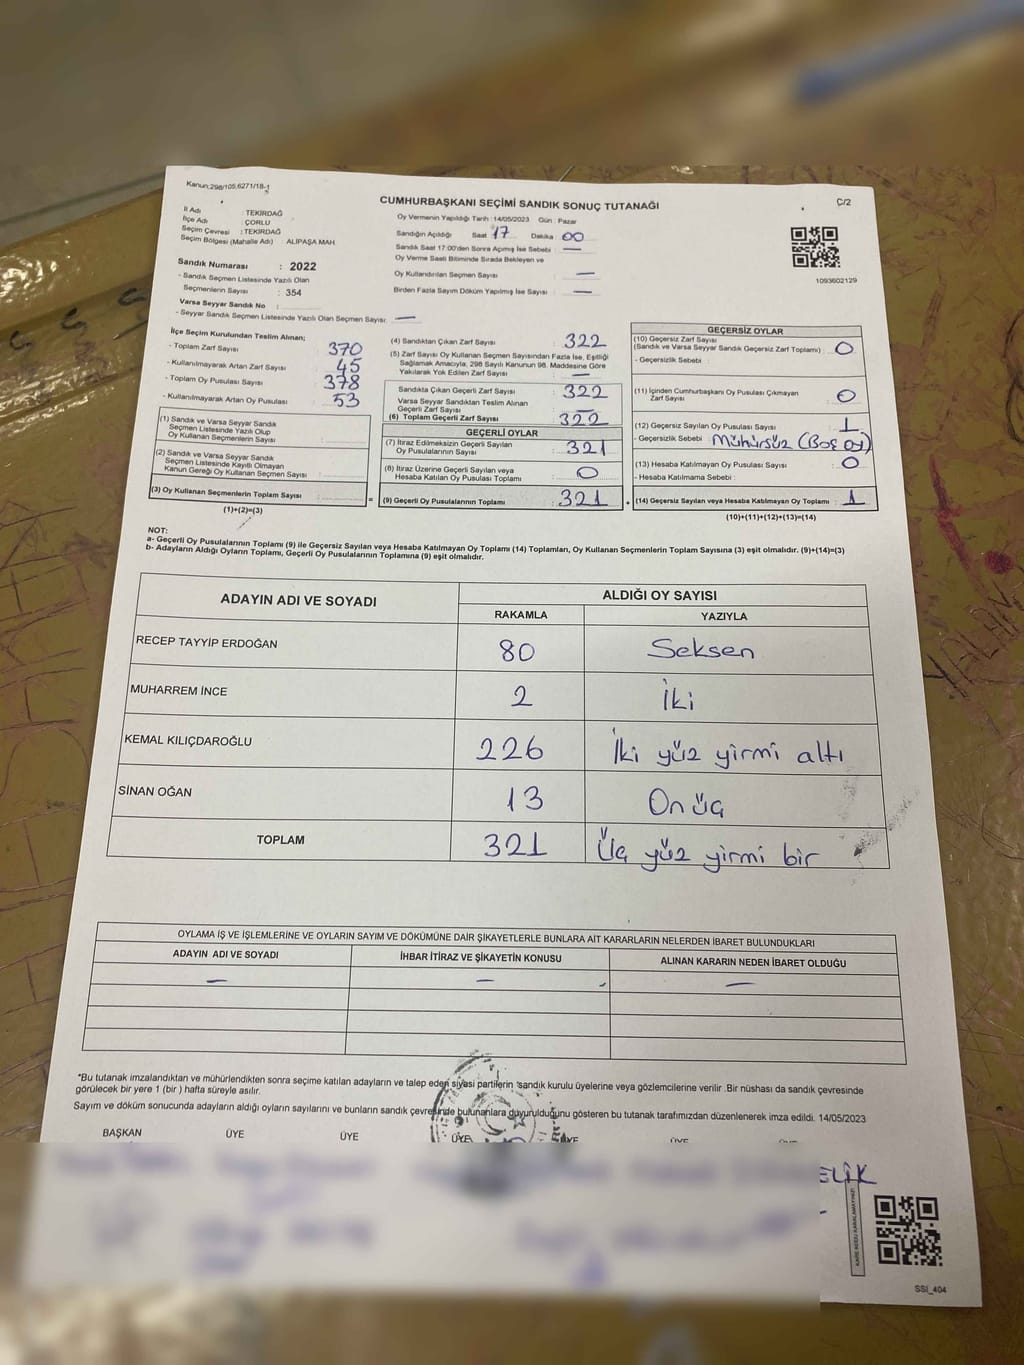 Kanun:298/105,6271/18-1
CUMHURBAŞKANI SEÇİMİ SANDIK SONUÇ TUTANAĞI
Ç/2
İl Adı : TEKİRDAĞ
İlçe Adı : ÇORLU
Seçim Çevresi : TEKİRDAĞ
Seçim Bölgesi (Mahalle Adı) : ALİPAŞA MAH.
Sandık Numarası : 2022
- Sandık Seçmen Listesinde Yazılı Olan
Seçmenlerin Sayısı : 354
Varsa Seyyar Sandık No :
- Seyyar Sandık Seçmen Listesinde Yazılı Olan Seçmen Sayısı: —
Oy Vermenin Yapıldığı Tarih :14/05/2023 Gün : Pazar
Sandığın Açıldığı Saat 17 Dakika 00
Sandık Saat 17:00'den Sonra Açımış İse Sebebi : —
Oy Verme Saati Bitiminde Sırada Bekleyen ve
Oy Kullandırılan Seçmen Sayısı : —
Birden Fazla Sayım Döküm Yapılmış İse Sayısı : —
1093602129
İlçe Seçim Kurulundan Teslim Alınan;
- Toplam Zarf Sayısı : 370
- Kullanılmayarak Artan Zarf Sayısı : 45
- Toplam Oy Pusulası Sayısı : 378
- Kullanılmayarak Artan Oy Pusulası : 53
(1) Sandık ve Varsa Seyyar Sandık
Seçmen Listesinde Yazılı Olup
Oy Kullanan Seçmenlerin Sayısı :
(2) Sandık ve Varsa Seyyar Sandık
Seçmen Listesinde Kayıtlı Olmayan
Kanun Gereği Oy Kullanan Seçmen Sayısı :
(3) Oy Kullanan Seçmenlerin Toplam Sayısı : =
(1)+(2)=(3)
(4) Sandıktan Çıkan Zarf Sayısı : 322
(5) Zarf Sayısı Oy Kullanan Seçmen Sayısından Fazla İse, Eşitliği
Sağlamak Amacıyla, 298 Sayılı Kanunun 98. Maddesine Göre
Yakılarak Yok Edilen Zarf Sayısı : —
Sandıkta Çıkan Geçerli Zarf Sayısı : 322
Varsa Seyyar Sandıktan Teslim Alınan
Geçerli Zarf Sayısı : —
(6) Toplam Geçerli Zarf Sayısı : 322
GEÇERLİ OYLAR
(7) İtiraz Edilmeksizin Geçerli Sayılan
Oy Pusulalarının Sayısı : 321
(8) İtiraz Üzerine Geçerli Sayılan veya
Hesaba Katılan Oy Pusulası Toplamı : 0
(9) Geçerli Oy Pusulalarının Toplamı : 321 +
GEÇERSİZ OYLAR
(10) Geçersiz Zarf Sayısı
(Sandık ve Varsa Seyyar Sandık Geçersiz Zarf Toplamı) : 0
- Geçersizlik Sebebi :
(11) İçinden Cumhurbaşkanı Oy Pusulası Çıkmayan
Zarf Sayısı : 0
(12) Geçersiz Sayılan Oy Pusulası Sayısı : 1
- Geçersizlik Sebebi : Mühürsüz (Boş oy)
(13) Hesaba Katılmayan Oy Pusulası Sayısı : 0
- Hesaba Katılmama Sebebi :
(14) Geçersiz Sayılan veya Hesaba Katılmayan Oy Toplamı : 1
(10)+(11)+(12)+(13)=(14)
NOT:
a- Geçerli Oy Pusulalarının Toplamı (9) ile Geçersiz Sayılan veya Hesaba Katılmayan Oy Toplamı (14) Toplamları, Oy Kullanan Seçmenlerin Toplam Sayısına (3) eşit olmalıdır. (9)+(14)=(3)
b- Adayların Aldığı Oyların Toplamı, Geçerli Oy Pusulalarının Toplamına (9) eşit olmalıdır.
ADAYIN ADI VE SOYADI ALDIĞI OY SAYISI
RAKAMLA YAZIYLA
RECEP TAYYİP ERDOĞAN 80 Seksen
MUHARREM İNCE 2 İki
KEMAL KILIÇDAROĞLU 226 İki yüz yirmi altı
SİNAN OĞAN 13 On üç
TOPLAM 321 Üç yüz yirmi bir
OYLAMA İŞ VE İŞLEMLERİNE VE OYLARIN SAYIM VE DÖKÜMÜNE DAİR ŞİKAYETLERLE BUNLARA AİT KARARLARIN NELERDEN İBARET BULUNDUKLARI
ADAYIN ADI VE SOYADI İHBAR İTİRAZ VE ŞİKAYETİN KONUSU ALINAN KARARIN NEDEN İBARET OLDUĞU
— — —
*Bu tutanak imzalandıktan ve mühürlendikten sonra seçime katılan adayların ve talep eden siyasi partilerin sandık kurulu üyelerine veya gözlemcilerine verilir .Bir nüshası da sandık çevresinde
görülecek bir yere 1 (bir ) hafta süreyle asılır.
Sayım ve döküm sonucunda adayların aldığı oyların sayılarını ve bunların sandık çevresinde bulunanlara duyurulduğunu gösteren bu tutanak tarafımızdan düzenlenerek imza edildi. 14/05/2023
BAŞKAN ÜYE ÜYE ÜYE ÜYE
ELİK
SSI_404